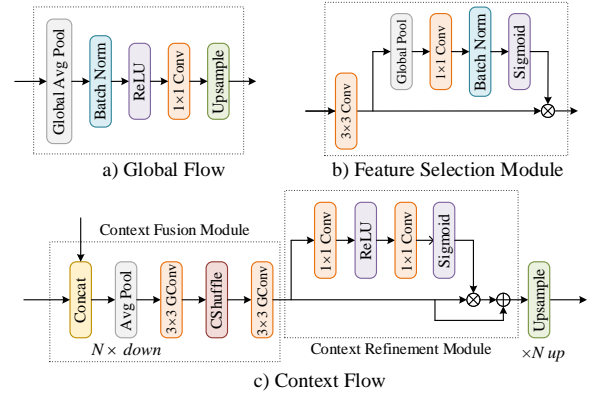 Global Avg Pool
Batch Norm
ReLU
1×1 Conv
Upsample
a) Global Flow
3×3 Conv
Global Pool
1×1 Conv
Batch Norm
Sigmoid
b) Feature Selection Module
Context Fusion Module
Concat
Avg Pool
3×3 GConv
CShuffle
3×3 GConv
N × down
1×1 Conv
ReLU
1×1 Conv
Sigmoid
Context Refinement Module
Upsample
×N up
c) Context Flow